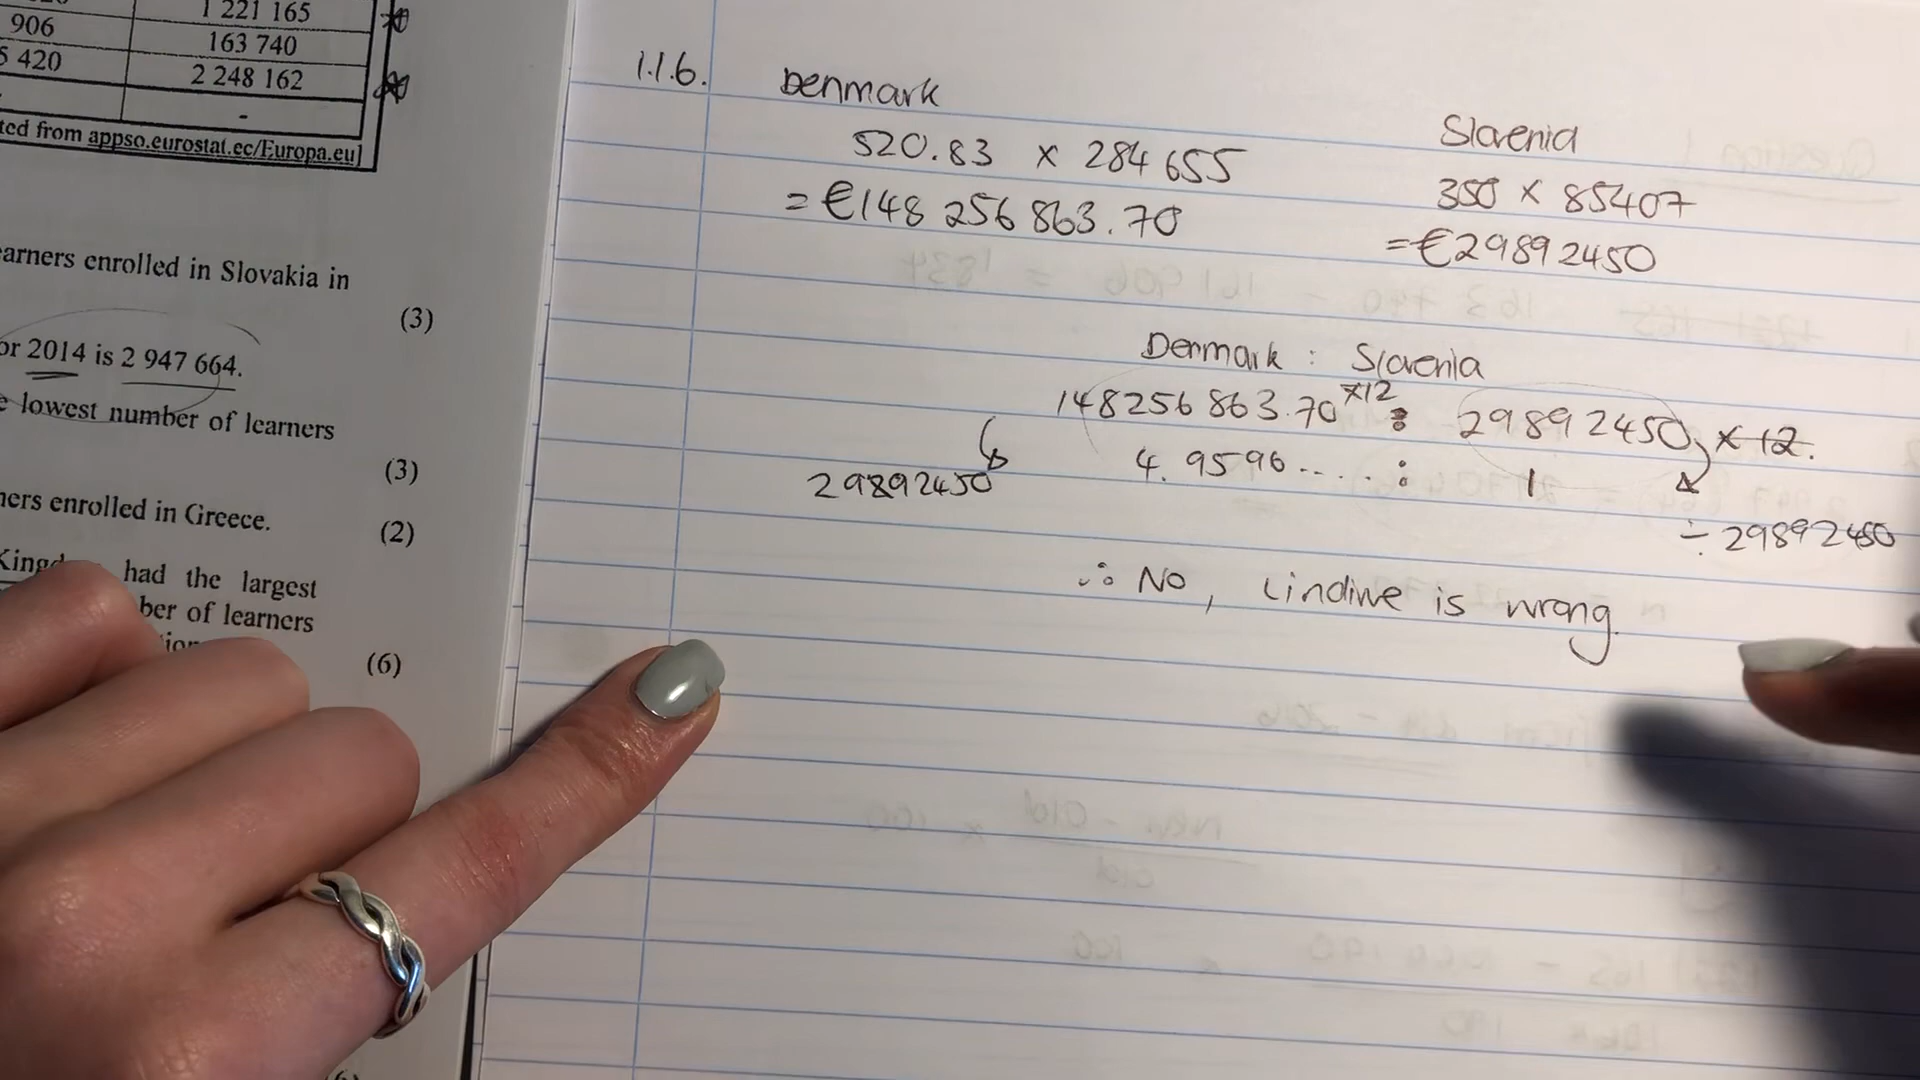 1 221 165
906
163 740
5 420
2 248 162
-
ted from appso.eurostat.ec/Europa.eu]
arners enrolled in Slovakia in
(3)
or 2014 is 2 947 664.
e lowest number of learners
(3)
ners enrolled in Greece.
(2)
had the largest
ber of learners
(6)
1.1.6.
Denmark
520.83 x 284 655
= €148 256 863.70
Slovenia
350 x 85407
= €29892450
Denmark : Slovenia
148256 863.70 x12 : 29892450 x 12.
4.9596.... : 1
29892450
÷ 29892450
∴ No, Lindiwe is wrong.